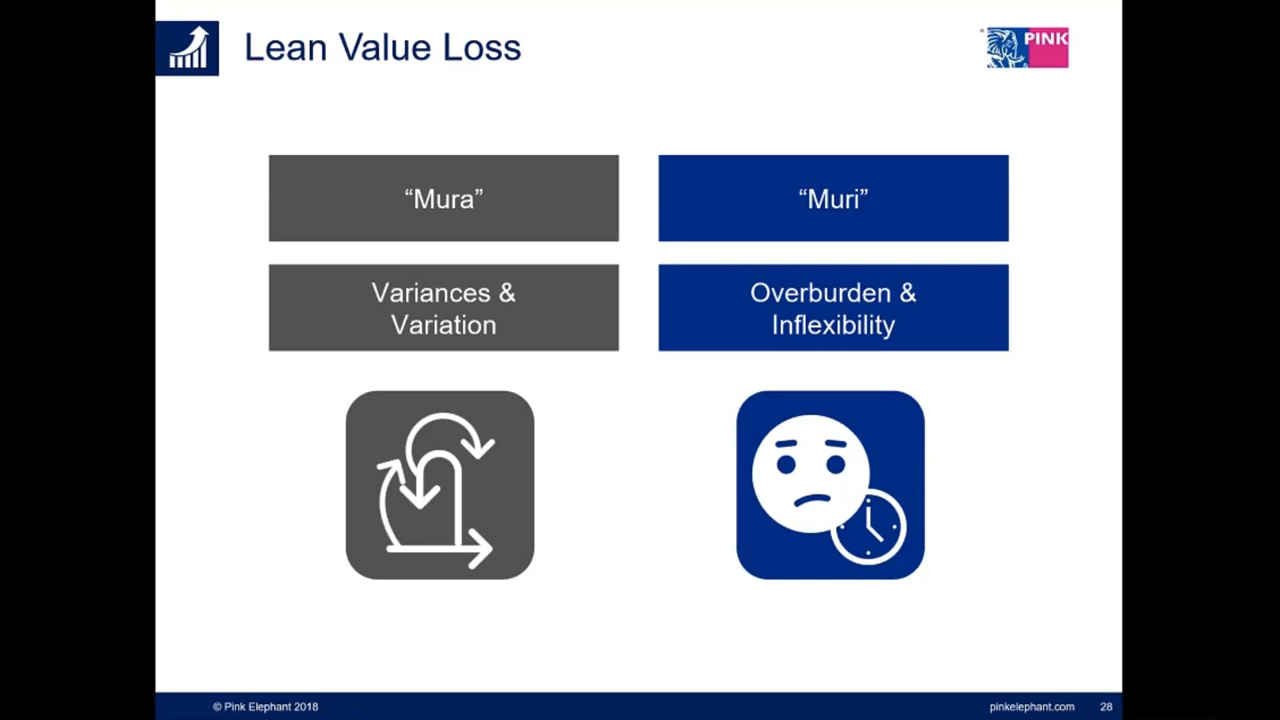 Lean Value Loss
PINK
“Mura”
“Muri”
Variances &
Variation
Overburden &
Inflexibility
© Pink Elephant 2018
pinkelephant.com
28